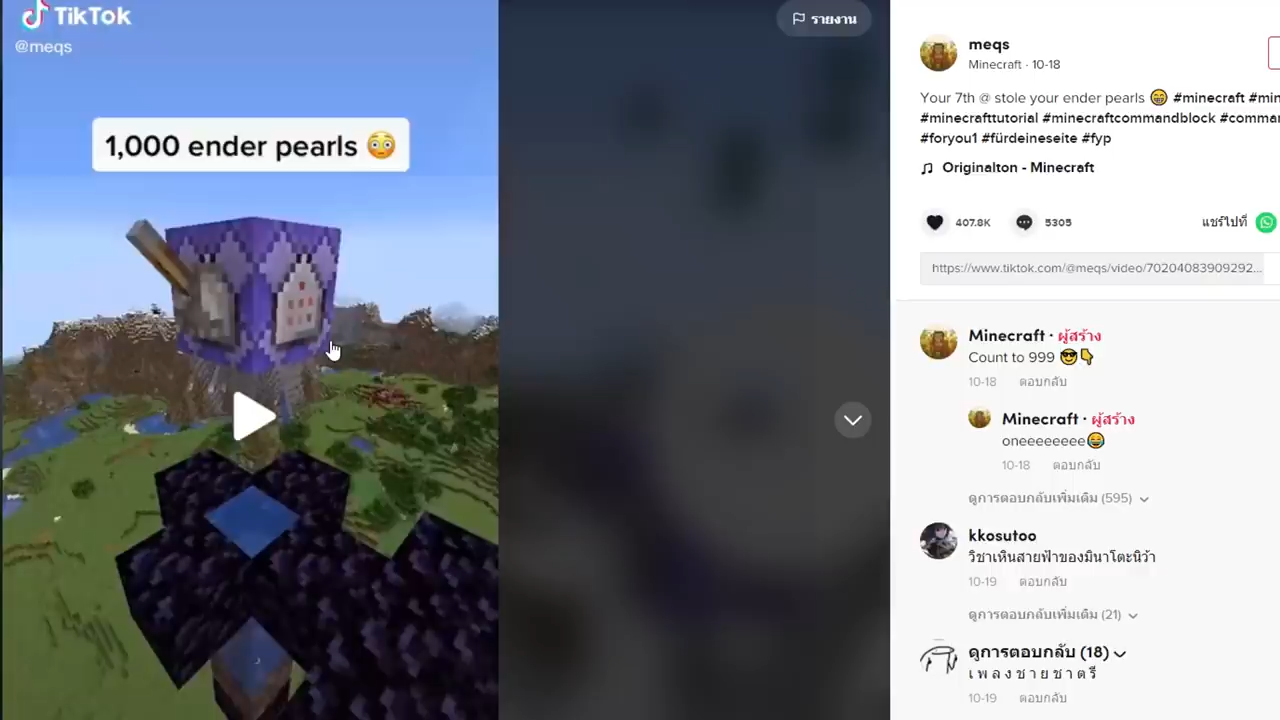 TikTok
@meqs
1,000 ender pearls 😳
รายงาน
meqs
Minecraft · 10-18
Your 7th @ stole your ender pearls 😁 #minecraft #min
#minecrafttutorial #minecraftcommandblock #comman
#foryou1 #fürdeineseite #fyp
Originalton - Minecraft
407.8K
5305
แชร์ไปที่
https://www.tiktok.com/@meqs/video/70204083909292...
Minecraft · ผู้สร้าง
Count to 999 😎👇
10-18 ตอบกลับ
Minecraft · ผู้สร้าง
oneeeeeeee😂
10-18 ตอบกลับ
ดูการตอบกลับเพิ่มเติม (595)
kkosutoo
วิชาเหินสายฟ้าของมินาโตะนิว้า
10-19 ตอบกลับ
ดูการตอบกลับเพิ่มเติม (21)
ดูการตอบกลับ (18)
เ พ ล ง ช า ย ช า ต รี
10-19 ตอบกลับ